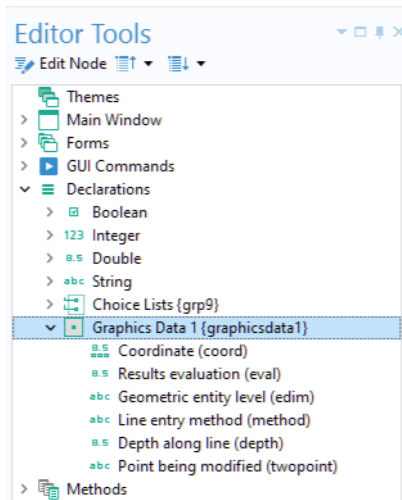 Editor Tools
Edit Node
Themes
Main Window
Forms
GUI Commands
Declarations
Boolean
123 Integer
8.5 Double
abc String
Choice Lists {grp9}
Graphics Data 1 {graphicsdata1}
8.5 Coordinate (coord)
8.5 Results evaluation (eval)
abc Geometric entity level (edim)
abc Line entry method (method)
8.5 Depth along line (depth)
abc Point being modified (twopoint)
Methods